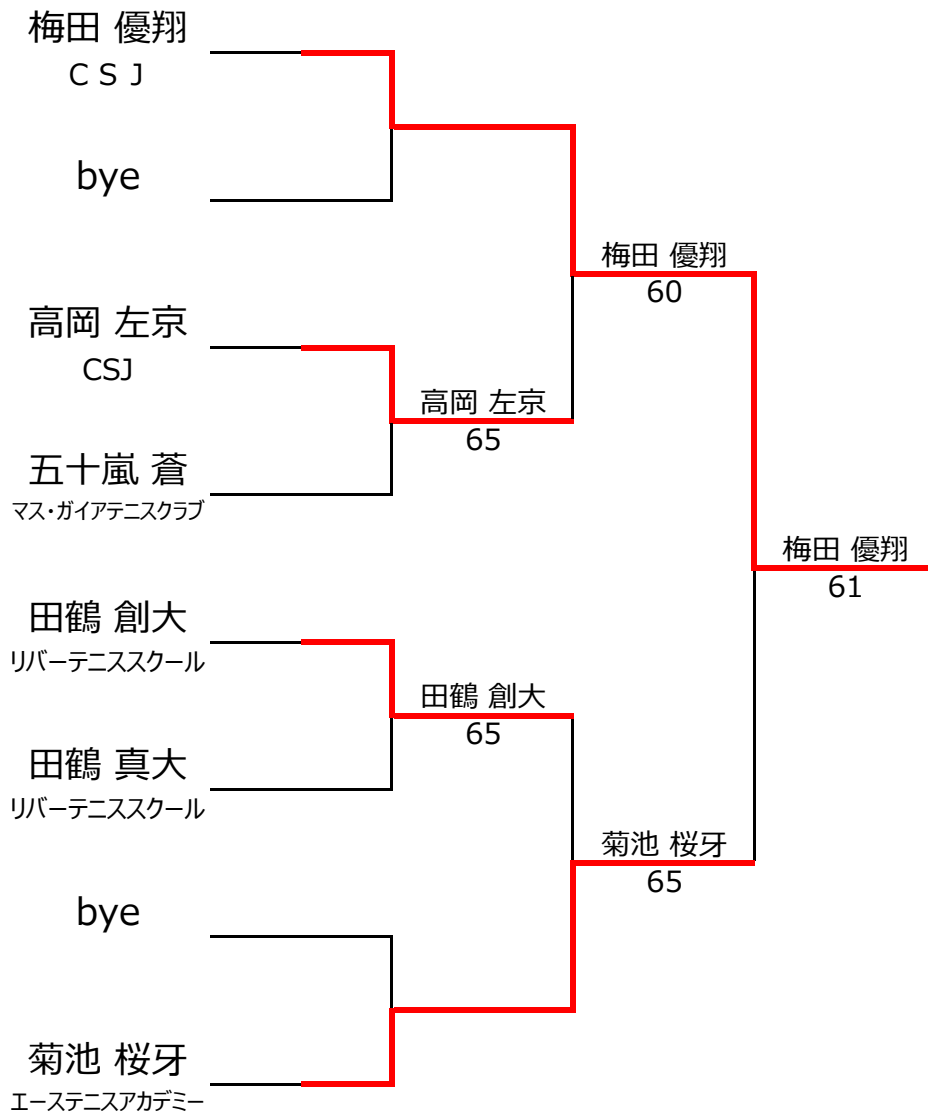 梅田 優翔
C S J
bye
梅田 優翔
60
高岡 左京
CSJ
高岡 左京
65
五十嵐 蒼
マス・ガイアテニスクラブ
梅田 優翔
61
田鶴 創大
リバーテニススクール
田鶴 創大
65
田鶴 真大
リバーテニススクール
菊池 桜牙
65
bye
菊池 桜牙
エーステニスアカデミー